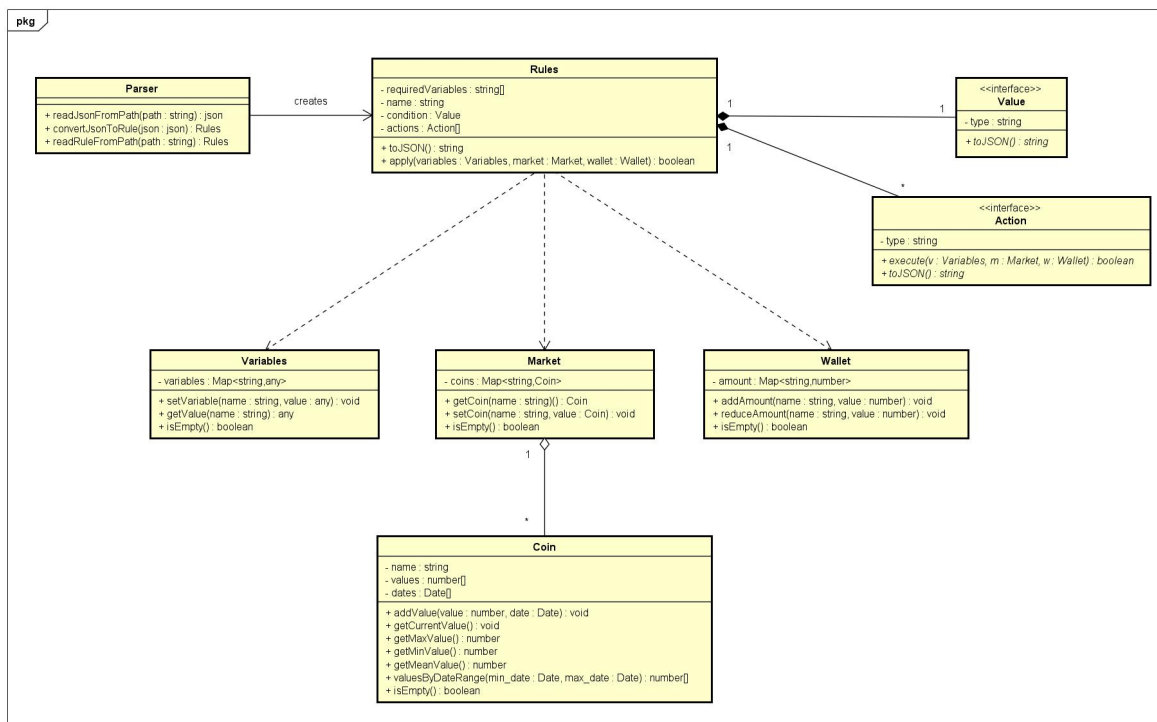 pkg
Parser
+ readJsonFromPath(path : string) : json
+ convertJsonToRule(json : json) : Rules
+ readRuleFromPath(path : string) : Rules
creates
Rules
- requiredVariables : string[]
- name : string
- condition : Value
- actions : Action[]
+ toJSON() : string
+ apply(variables : Variables, market : Market, wallet : Wallet) : boolean
1
1
1
*
<<interface>>
Value
- type : string
+ toJSON() : string
<<interface>>
Action
- type : string
+ execute(v : Variables, m : Market, w : Wallet) : boolean
+ toJSON() : string
Variables
- variables : Map<string,any>
+ setVariable(name : string, value : any) : void
+ getValue(name : string) : any
+ isEmpty() : boolean
Market
- coins : Map<string,Coin>
+ getCoin(name : string)() : Coin
+ setCoin(name : string, value : Coin) : void
+ isEmpty() : boolean
Wallet
- amount : Map<string,number>
+ addAmount(name : string, value : number) : void
+ reduceAmount(name : string, value : number) : void
+ isEmpty() : boolean
1
*
Coin
- name : string
- values : number[]
- dates : Date[]
+ addValue(value : number, date : Date) : void
+ getCurrentValue() : void
+ getMaxValue() : number
+ getMinValue() : number
+ getMeanValue() : number
+ valuesByDateRange(min_date : Date, max_date : Date) : number[]
+ isEmpty() : boolean